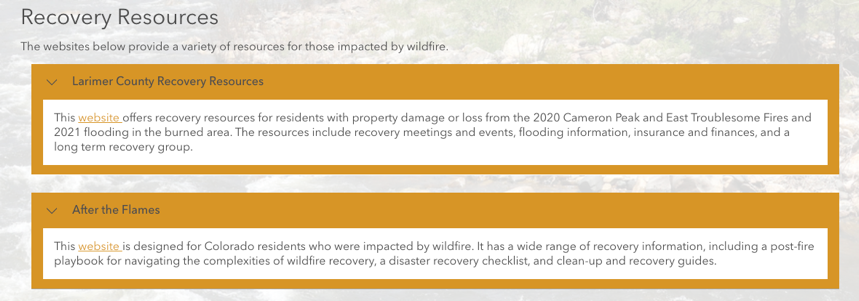 Recovery Resources
The websites below provide a variety of resources for those impacted by wildfire.
Larimer County Recovery Resources
This website offers recovery resources for residents with property damage or loss from the 2020 Cameron Peak and East Troublesome Fires and
2021 flooding in the burned area. The resources include recovery meetings and events, flooding information, insurance and finances, and a
long term recovery group.
After the Flames
This website is designed for Colorado residents who were impacted by wildfire. It has a wide range of recovery information, including a post-fire
playbook for navigating the complexities of wildfire recovery, a disaster recovery checklist, and clean-up and recovery guides.